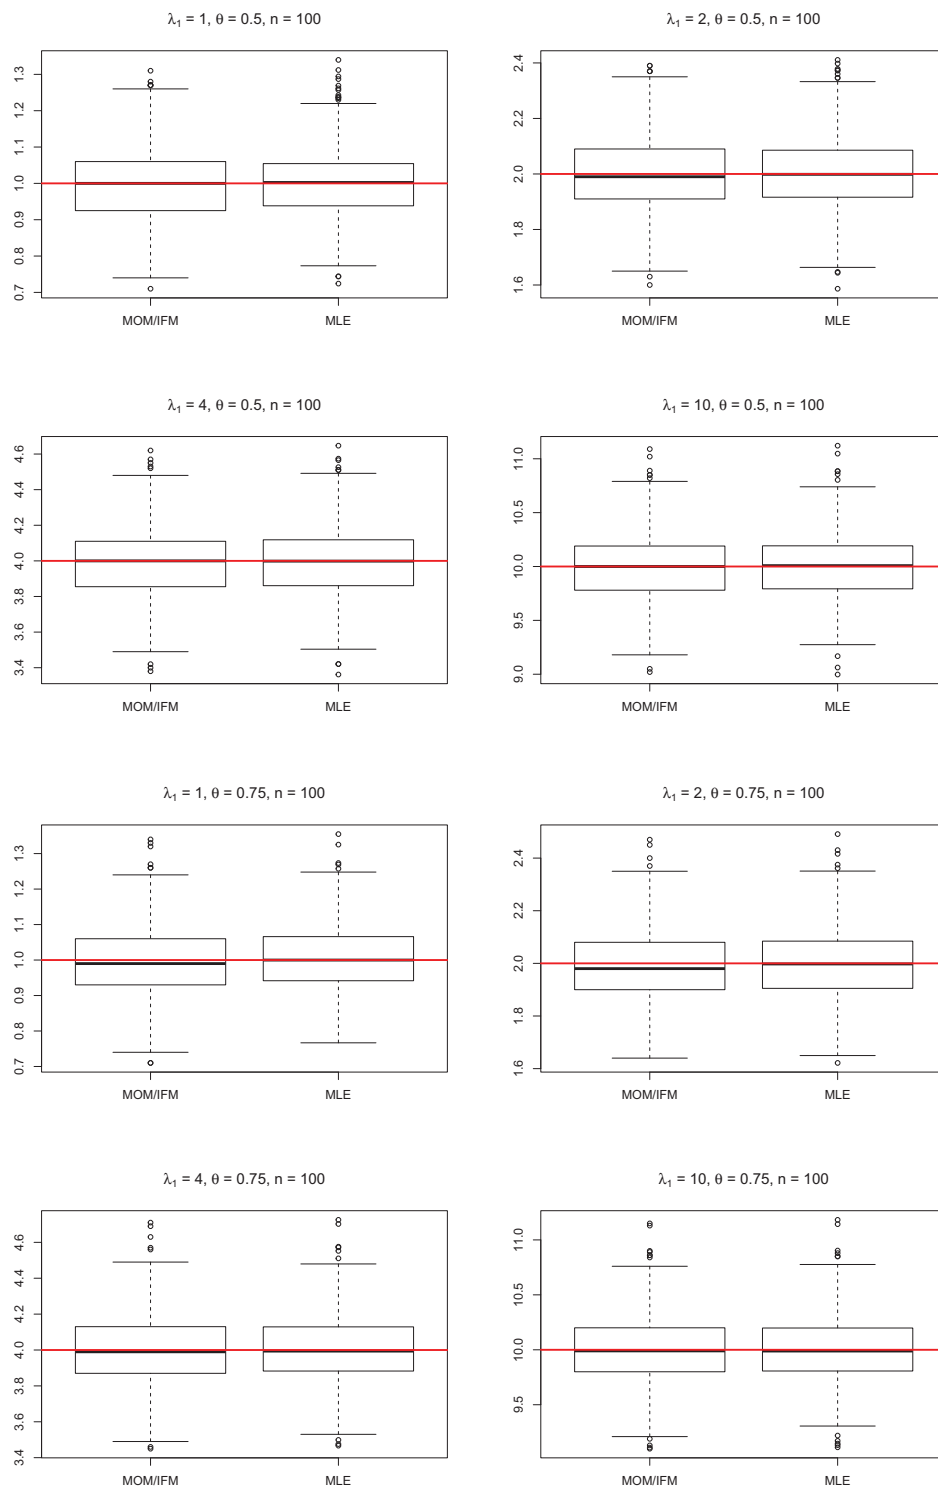 λ₁ = 1, θ = 0.5, n = 100
1.3
1.2
1.1
1.0
0.9
0.8
0.7
MOM/IFM MLE
λ₁ = 2, θ = 0.5, n = 100
2.4
2.2
2.0
1.8
1.6
MOM/IFM MLE
λ₁ = 4, θ = 0.5, n = 100
4.6
4.4
4.2
4.0
3.8
3.6
3.4
MOM/IFM MLE
λ₁ = 10, θ = 0.5, n = 100
11.0
10.5
10.0
9.5
9.0
MOM/IFM MLE
λ₁ = 1, θ = 0.75, n = 100
1.3
1.2
1.1
1.0
0.9
0.8
0.7
MOM/IFM MLE
λ₁ = 2, θ = 0.75, n = 100
2.4
2.2
2.0
1.8
1.6
MOM/IFM MLE
λ₁ = 4, θ = 0.75, n = 100
4.6
4.4
4.2
4.0
3.8
3.6
3.4
MOM/IFM MLE
λ₁ = 10, θ = 0.75, n = 100
11.0
10.5
10.0
9.5
MOM/IFM MLE